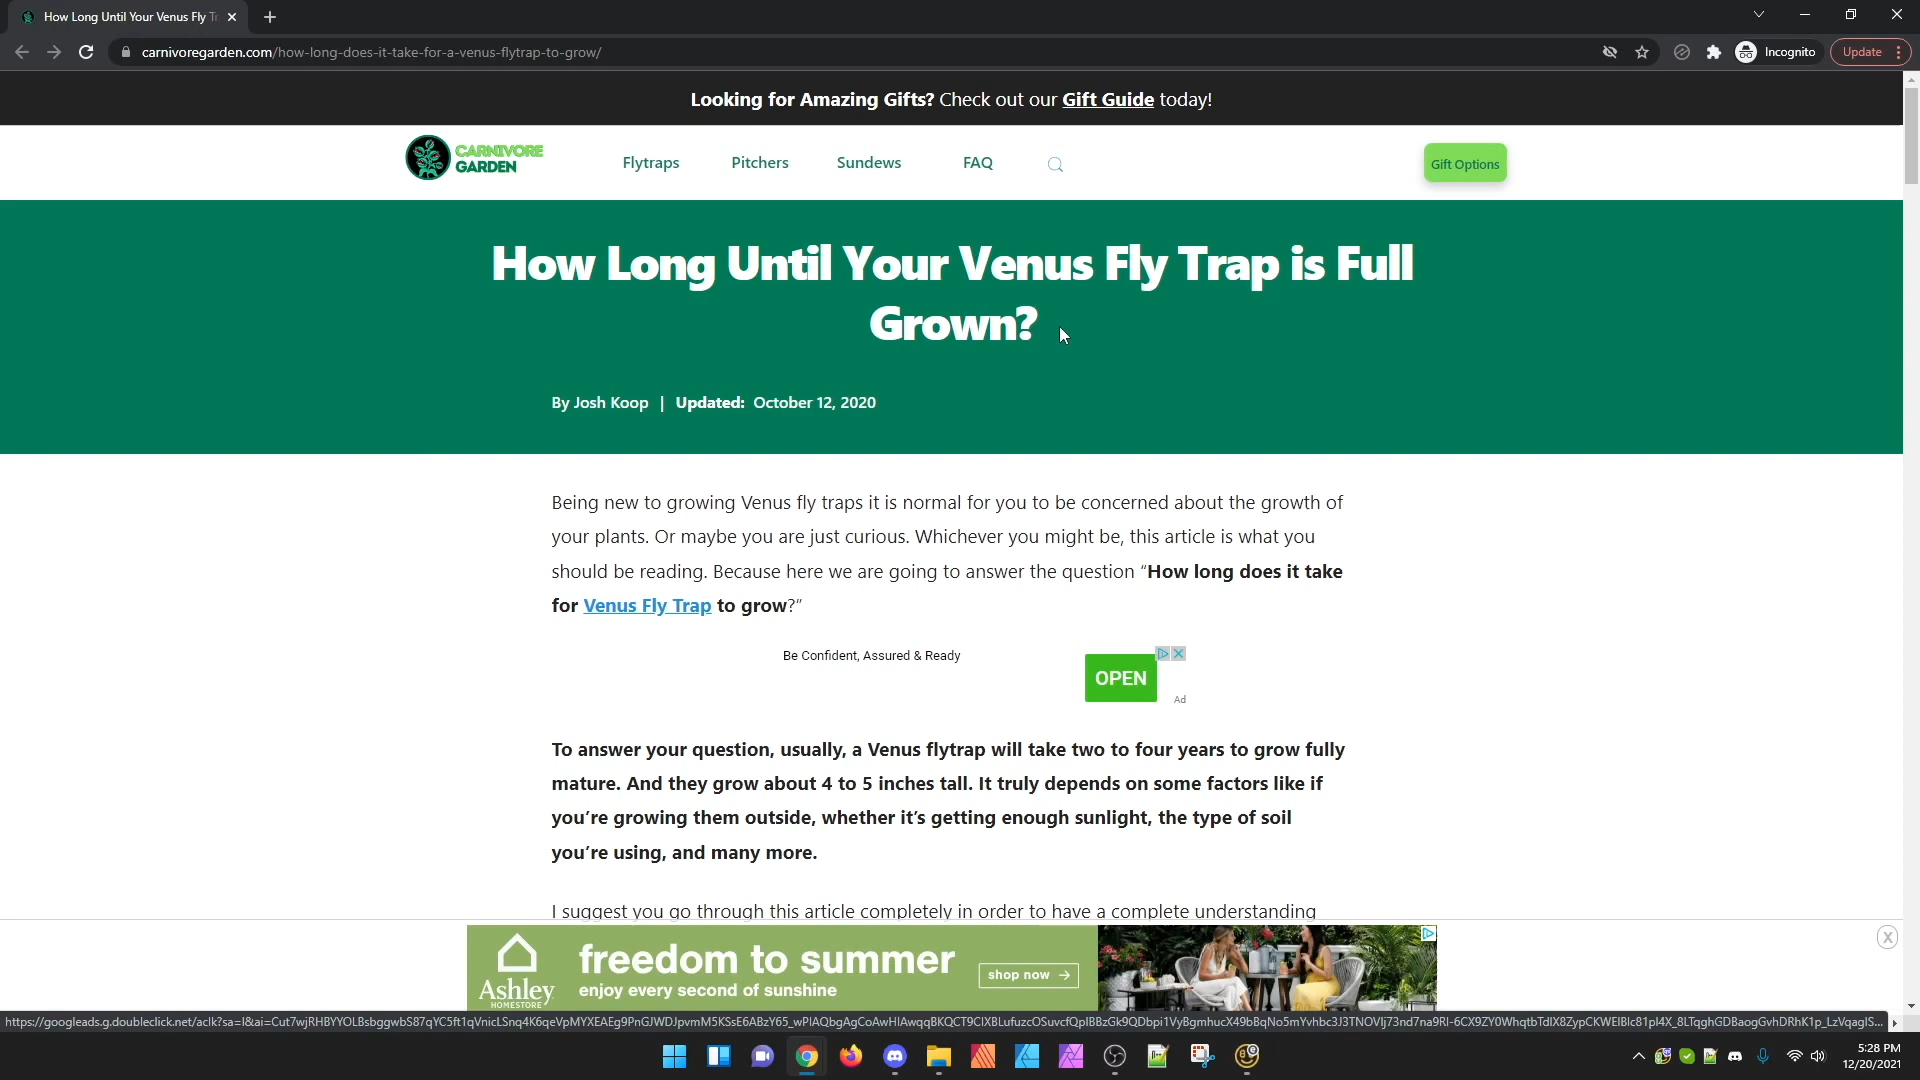 How Long Until Your Venus Fly Tr
carnivoregarden.com/how-long-does-it-take-for-a-venus-flytrap-to-grow/
Incognito
Update
Looking for Amazing Gifts? Check out our Gift Guide today!
CARNIVORE
GARDEN
Flytraps
Pitchers
Sundews
FAQ
Gift Options
How Long Until Your Venus Fly Trap is Full
Grown?
By Josh Koop | Updated: October 12, 2020
Being new to growing Venus fly traps it is normal for you to be concerned about the growth of
your plants. Or maybe you are just curious. Whichever you might be, this article is what you
should be reading. Because here we are going to answer the question “How long does it take
for Venus Fly Trap to grow?”
Be Confident, Assured & Ready
OPEN
Ad
To answer your question, usually, a Venus flytrap will take two to four years to grow fully
mature. And they grow about 4 to 5 inches tall. It truly depends on some factors like if
you’re growing them outside, whether it’s getting enough sunlight, the type of soil
you’re using, and many more.
I suggest you go through this article completely in order to have a complete understanding
Ashley
HOMESTORE
freedom to summer
enjoy every second of sunshine
shop now →
5:28 PM
12/20/2021